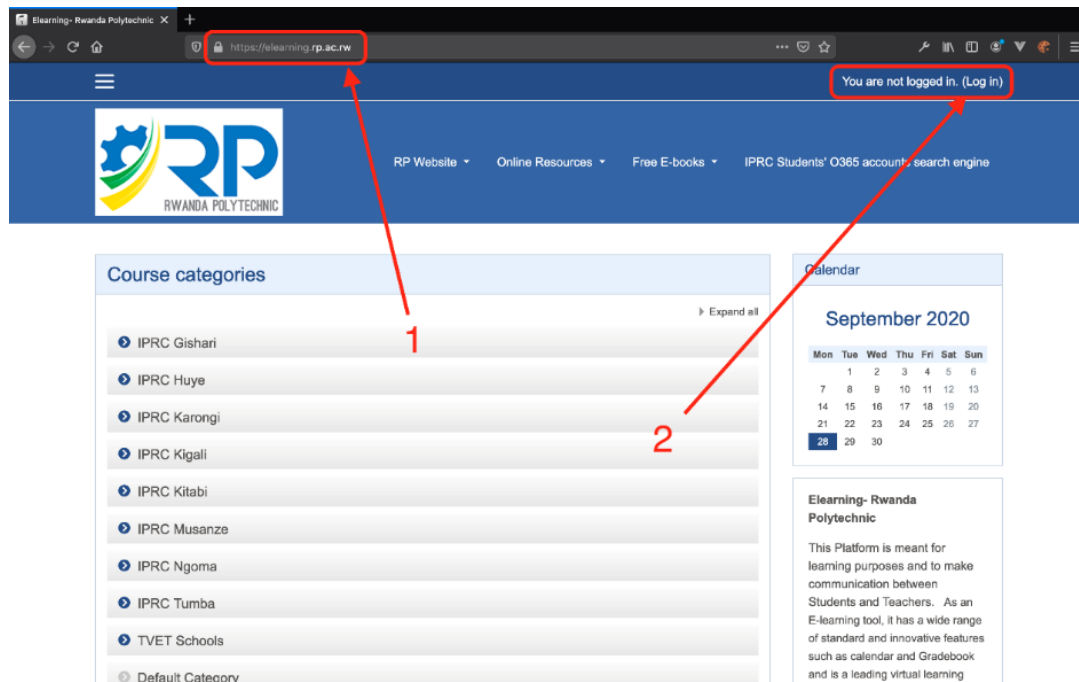 Elearning- Rwanda Polytechnic
https://elearning.rp.ac.rw
You are not logged in. (Log in)
RP
RWANDA POLYTECHNIC
RP Website
Online Resources
Free E-books
IPRC Students' O365 accounts search engine
Course categories
Expand all
1
IPRC Gishari
IPRC Huye
IPRC Karongi
IPRC Kigali
IPRC Kitabi
IPRC Musanze
IPRC Ngoma
IPRC Tumba
TVET Schools
Default Category
2
Calendar
September 2020
Mon Tue Wed Thu Fri Sat Sun
1 2 3 4 5 6
7 8 9 10 11 12 13
14 15 16 17 18 19 20
21 22 23 24 25 26 27
28 29 30
Elearning- Rwanda
Polytechnic
This Platform is meant for
learning purposes and to make
communication between
Students and Teachers. As an
E-learning tool, it has a wide range
of standard and innovative features
such as calendar and Gradebook
and is a leading virtual learning